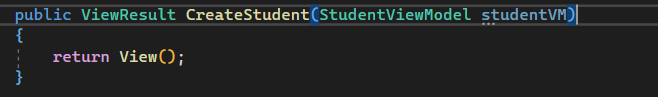 public ViewResult CreateStudent(StudentViewModel studentVM)
{
    return View();
}